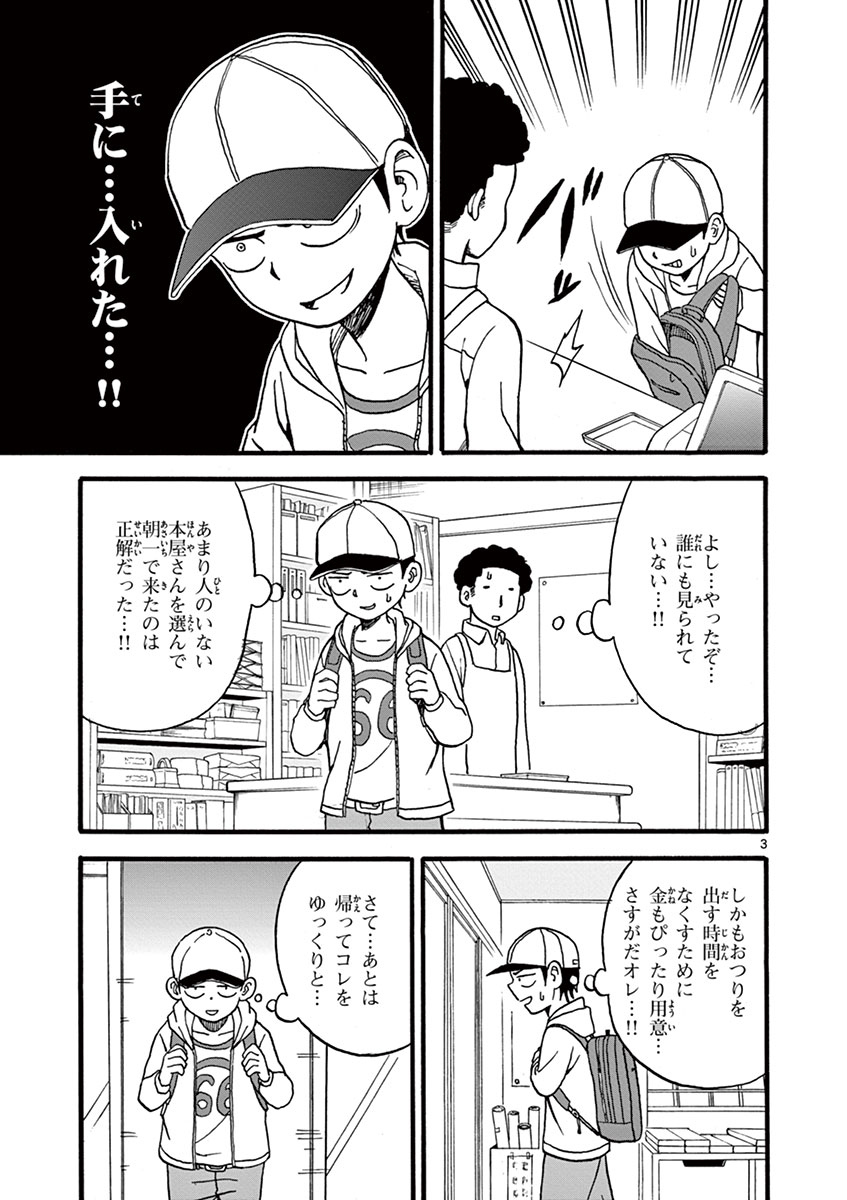 手に…入れた…!!
よし…やったぞ…
誰にも見られて
いない…!!
あまり人のいない
本屋さんを選んで
朝一で来たのは
正解だった…!!
66
3
しかもおつりを
出す時間を
なくすために
金もぴったり用意…
さすがだオレ…!!
さて…あとは
帰ってコレを
ゆっくりと…
66